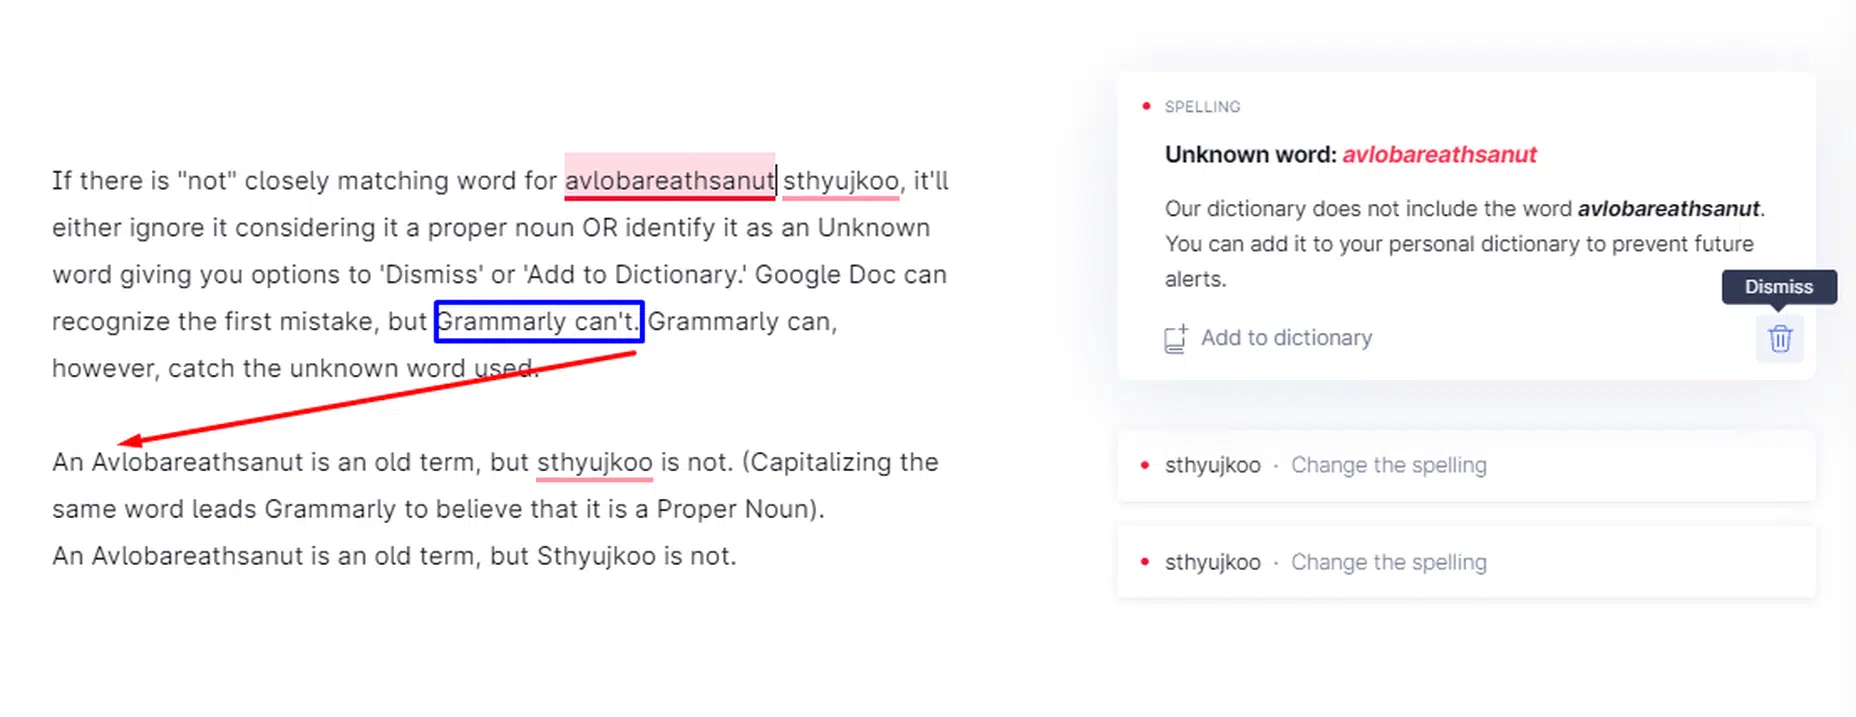 If there is "not" closely matching word for avlobareathsanut sthyujkoo, it'll
either ignore it considering it a proper noun OR identify it as an Unknown
word giving you options to 'Dismiss' or 'Add to Dictionary.' Google Doc can
recognize the first mistake, but Grammarly can't. Grammarly can,
however, catch the unknown word used.
An Avlobareathsanut is an old term, but sthyujkoo is not. (Capitalizing the
same word leads Grammarly to believe that it is a Proper Noun).
An Avlobareathsanut is an old term, but Sthyujkoo is not.
SPELLING
Unknown word: avlobareathsanut
Our dictionary does not include the word avlobareathsanut.
You can add it to your personal dictionary to prevent future
alerts.
Dismiss
Add to dictionary
sthyujkoo · Change the spelling
sthyujkoo · Change the spelling